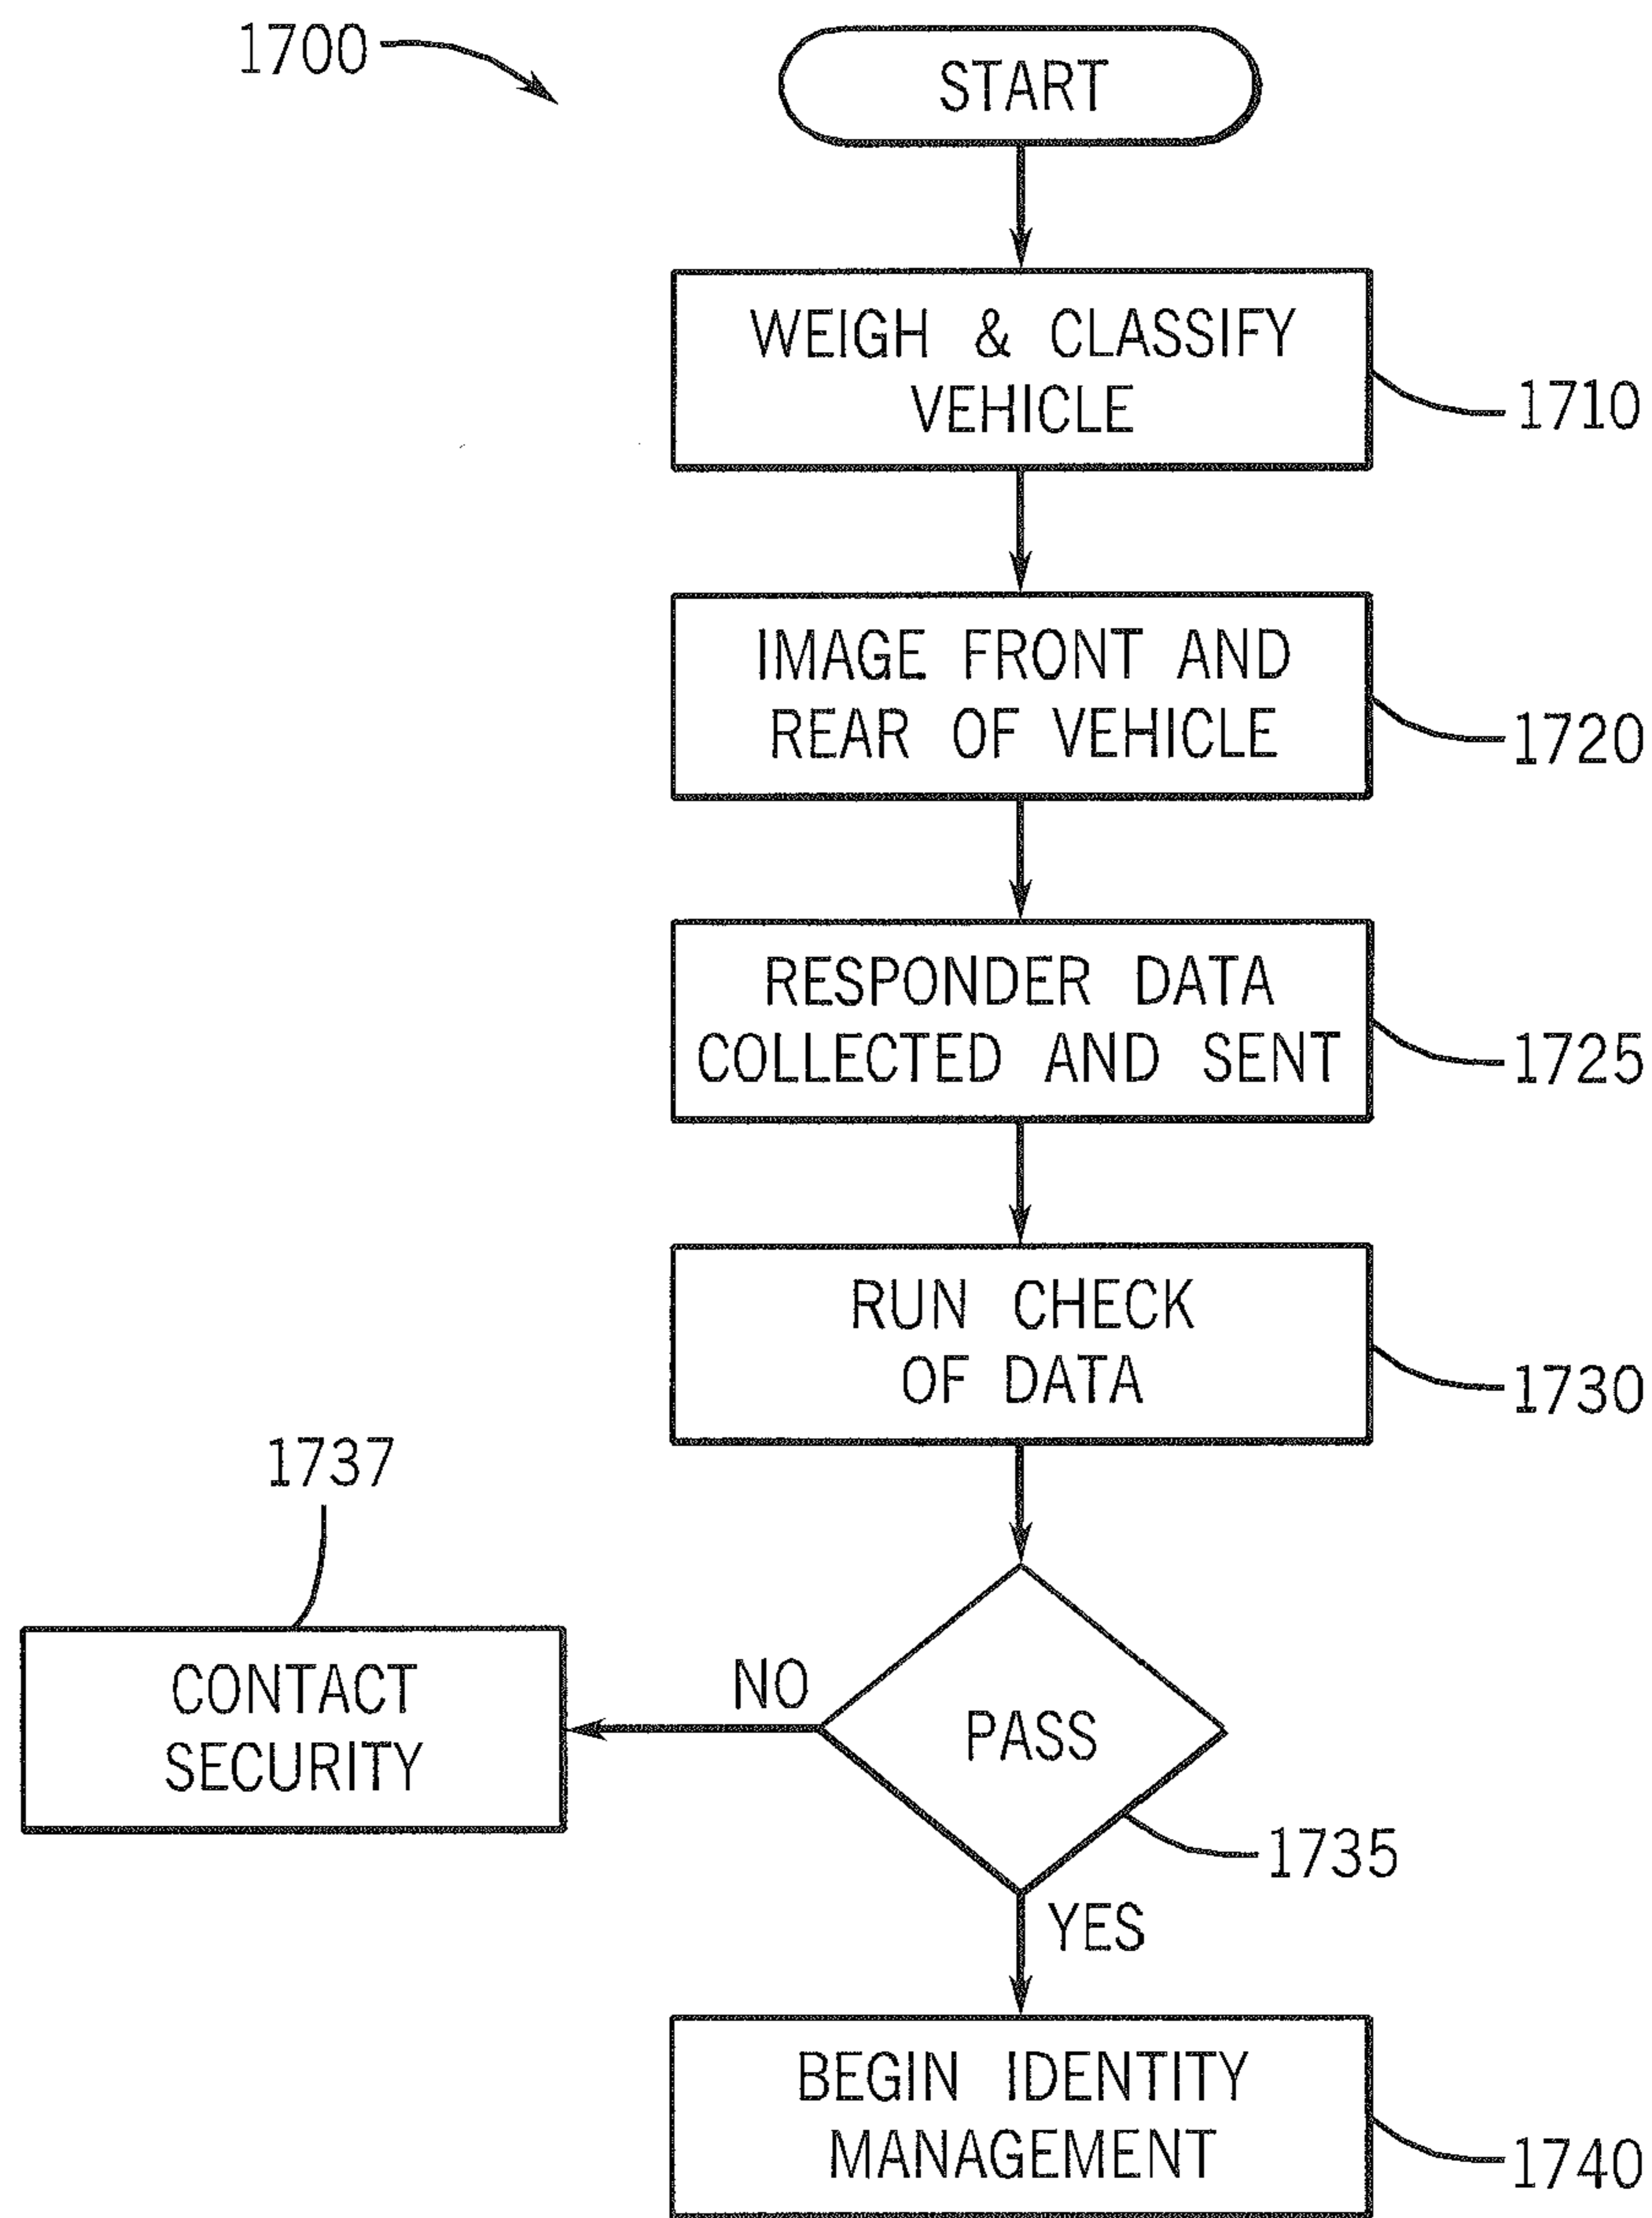 1700
START
WEIGH & CLASSIFY
VEHICLE
1710
IMAGE FRONT AND
REAR OF VEHICLE
1720
RESPONDER DATA
COLLECTED AND SENT
1725
RUN CHECK
OF DATA
1730
1737
CONTACT
SECURITY
NO
PASS
1735
YES
BEGIN IDENTITY
MANAGEMENT
1740